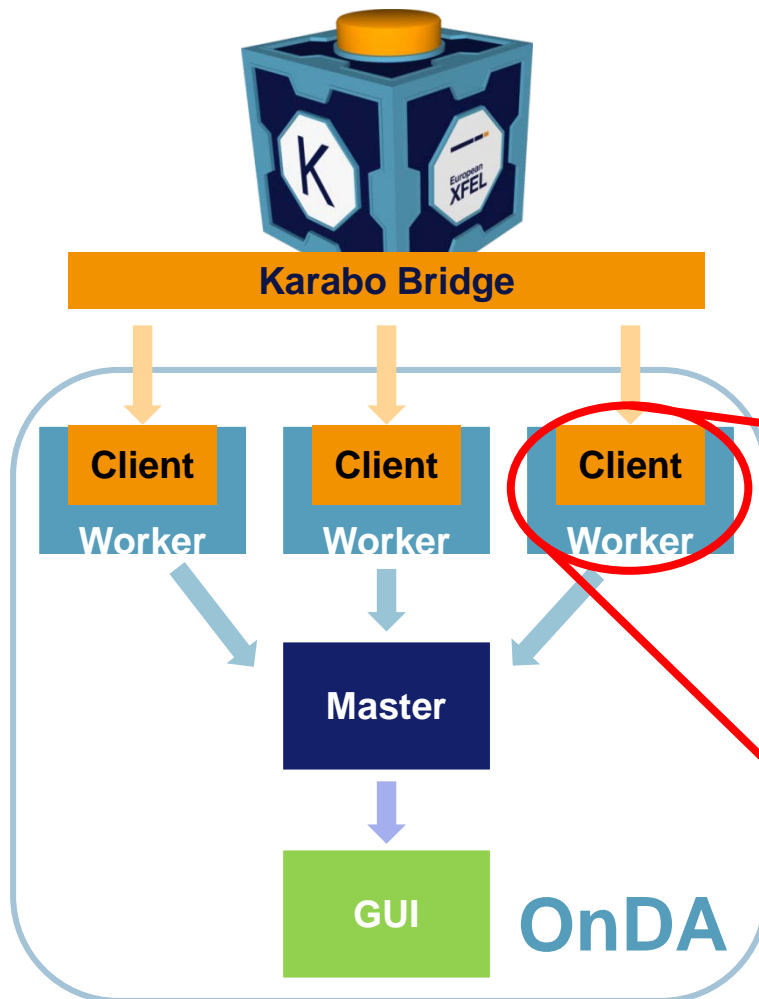 K
European
XFEL
Karabo Bridge
Client
Client
Client
Worker
Worker
Worker
Master
GUI
OnDA